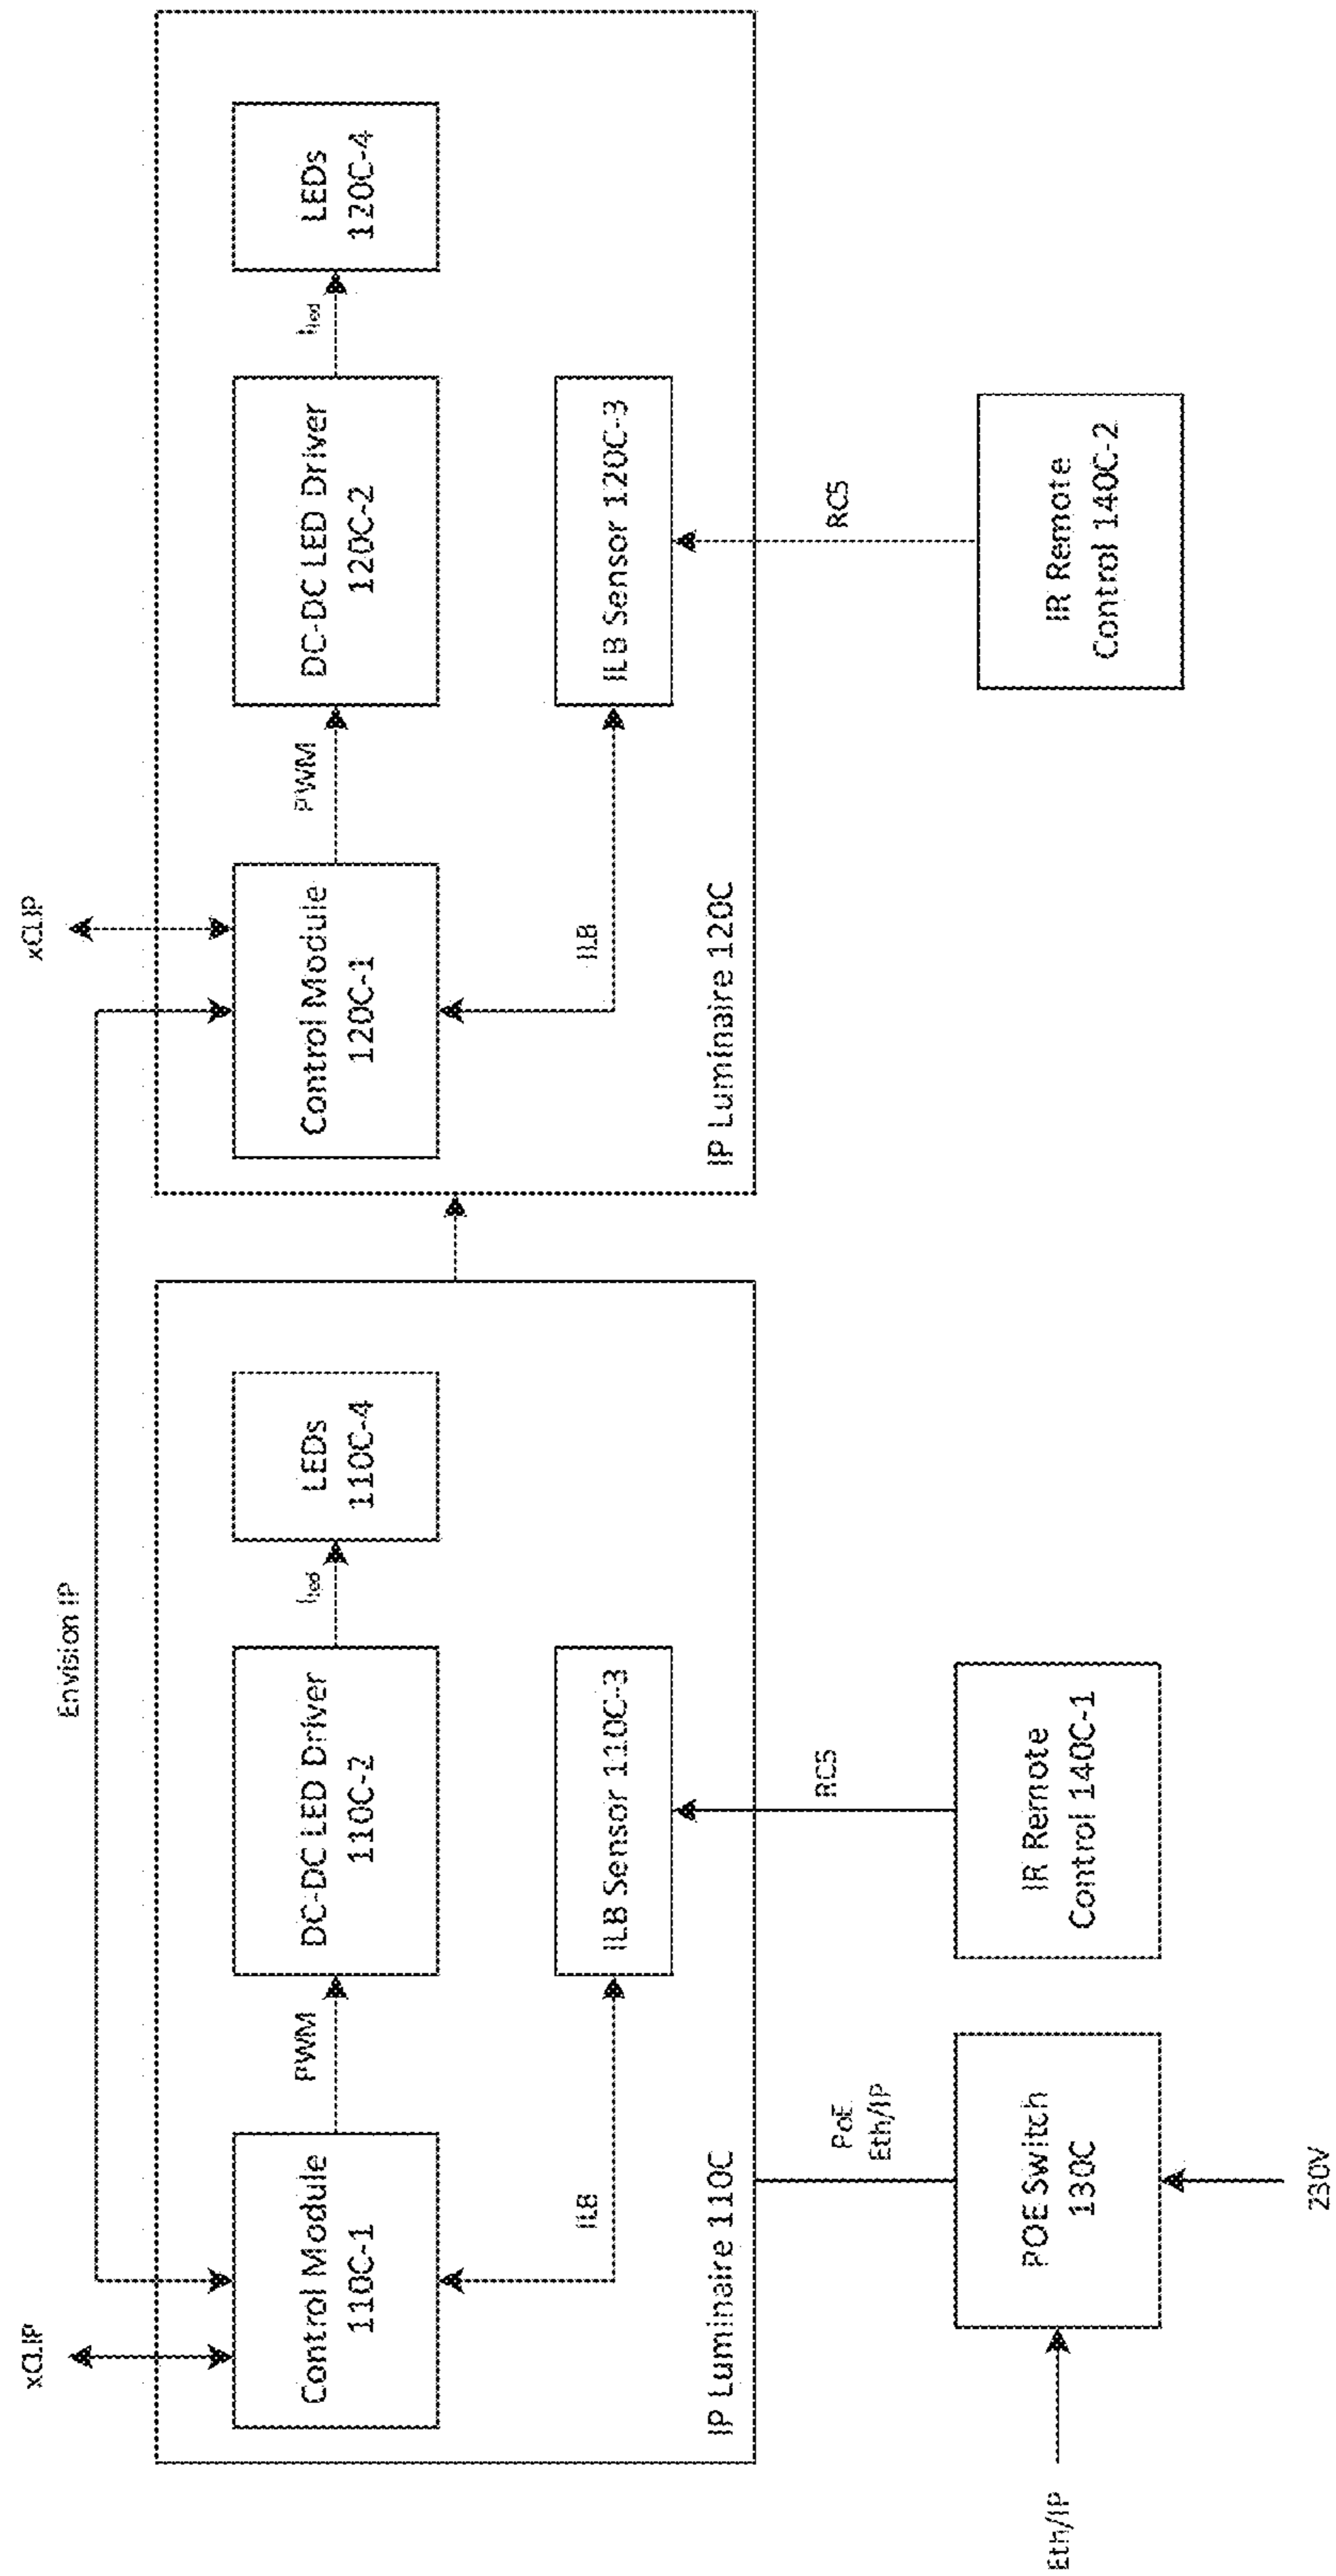 xCLIP
Envision IP
xCLIP
Control Module
110C-1
PWM
DC-DC LED Driver
110C-2
Iled
LEDs
110C-4
ILB
ILB Sensor 110C-3
IP Luminaire 110C
Control Module
120C-1
PWM
DC-DC LED Driver
120C-2
Iled
LEDs
120C-4
ILB
ILB Sensor 120C-3
IP Luminaire 120C
PoE
Eth/IP
RC5
RC5
Eth/IP
POE Switch
130C
IR Remote
Control 140C-1
IR Remote
Control 140C-2
230V